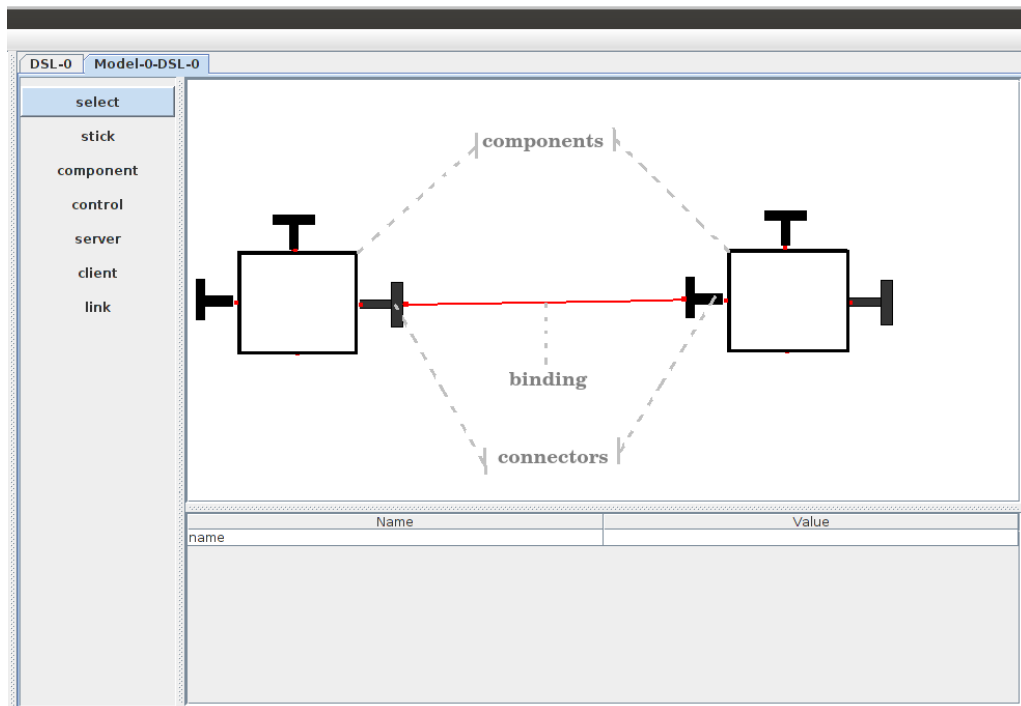 DSL-0 Model-0-DSL-0
select
stick
component
control
server
client
link
components
binding
connectors
Name Value
name